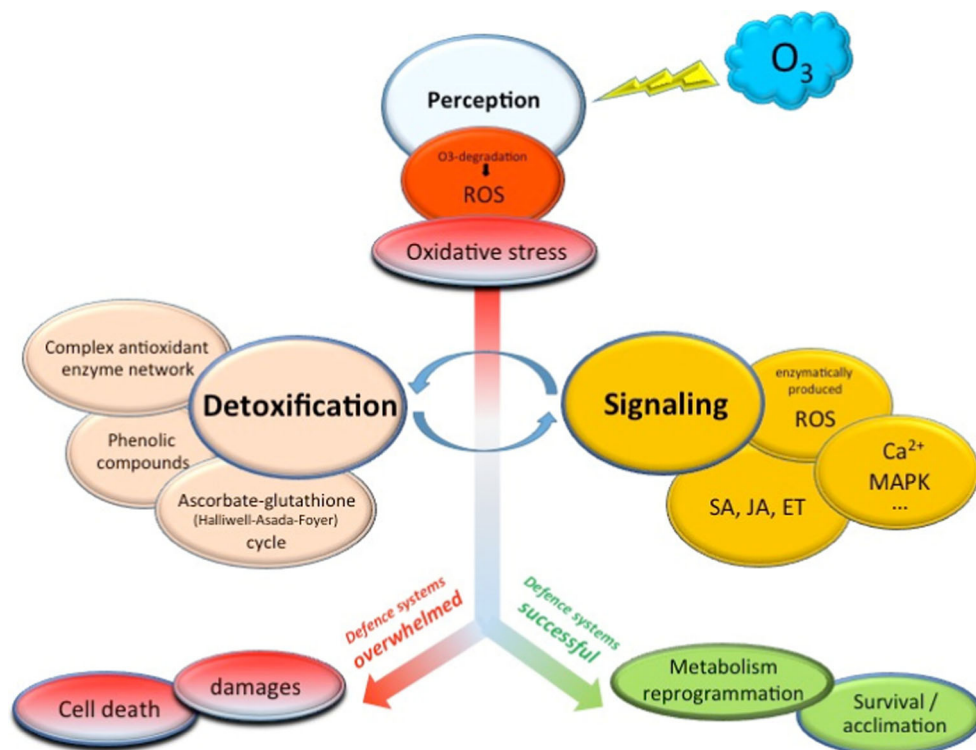 O3
Perception
O3-degradation
ROS
Oxidative stress
Complex antioxidant
enzyme network
Detoxification
Phenolic
compounds
Ascorbate-glutathione
(Halliwell-Asada-Foyer)
cycle
Signaling
enzymatically
produced
ROS
Ca2+
MAPK
...
SA, JA, ET
Defence systems
overwhelmed
Defence systems
successful
damages
Cell death
Metabolism
reprogrammation
Survival /
acclimation